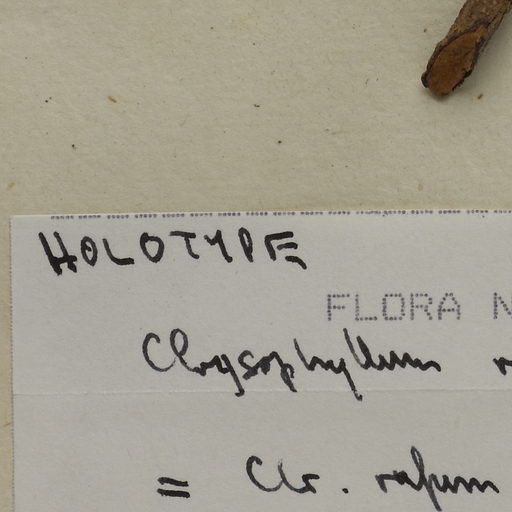 HOLOTYPE
FLORA N
Chrysophyllum
= Chr. rufum